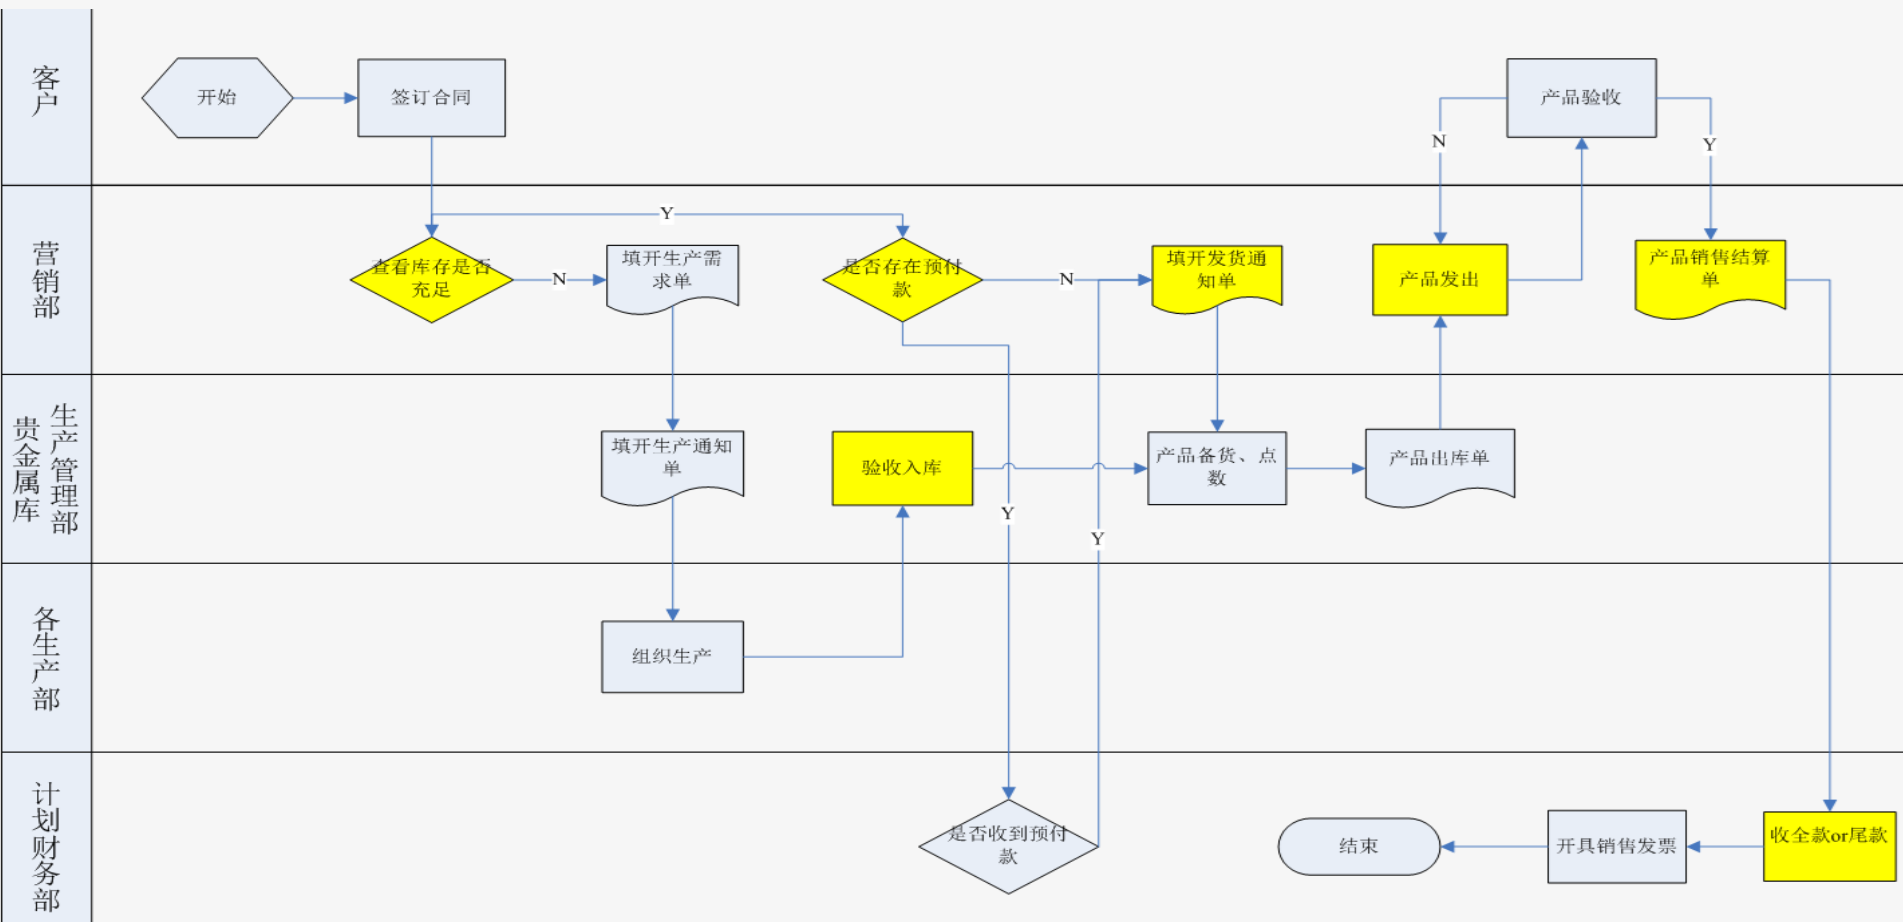 客户
开始
签订合同
产品验收
N
Y
营销部
Y
查看库存是否
充足
N
填开生产需
求单
是否存在预付
款
N
填开发货通
知单
产品发出
产品销售结算
单
生产管理部
贵金属库
填开生产通知
单
验收入库
产品备货、点
数
产品出库单
Y
Y
各生产部
组织生产
计划财务部
是否收到预付
款
结束
开具销售发票
收全款or尾款